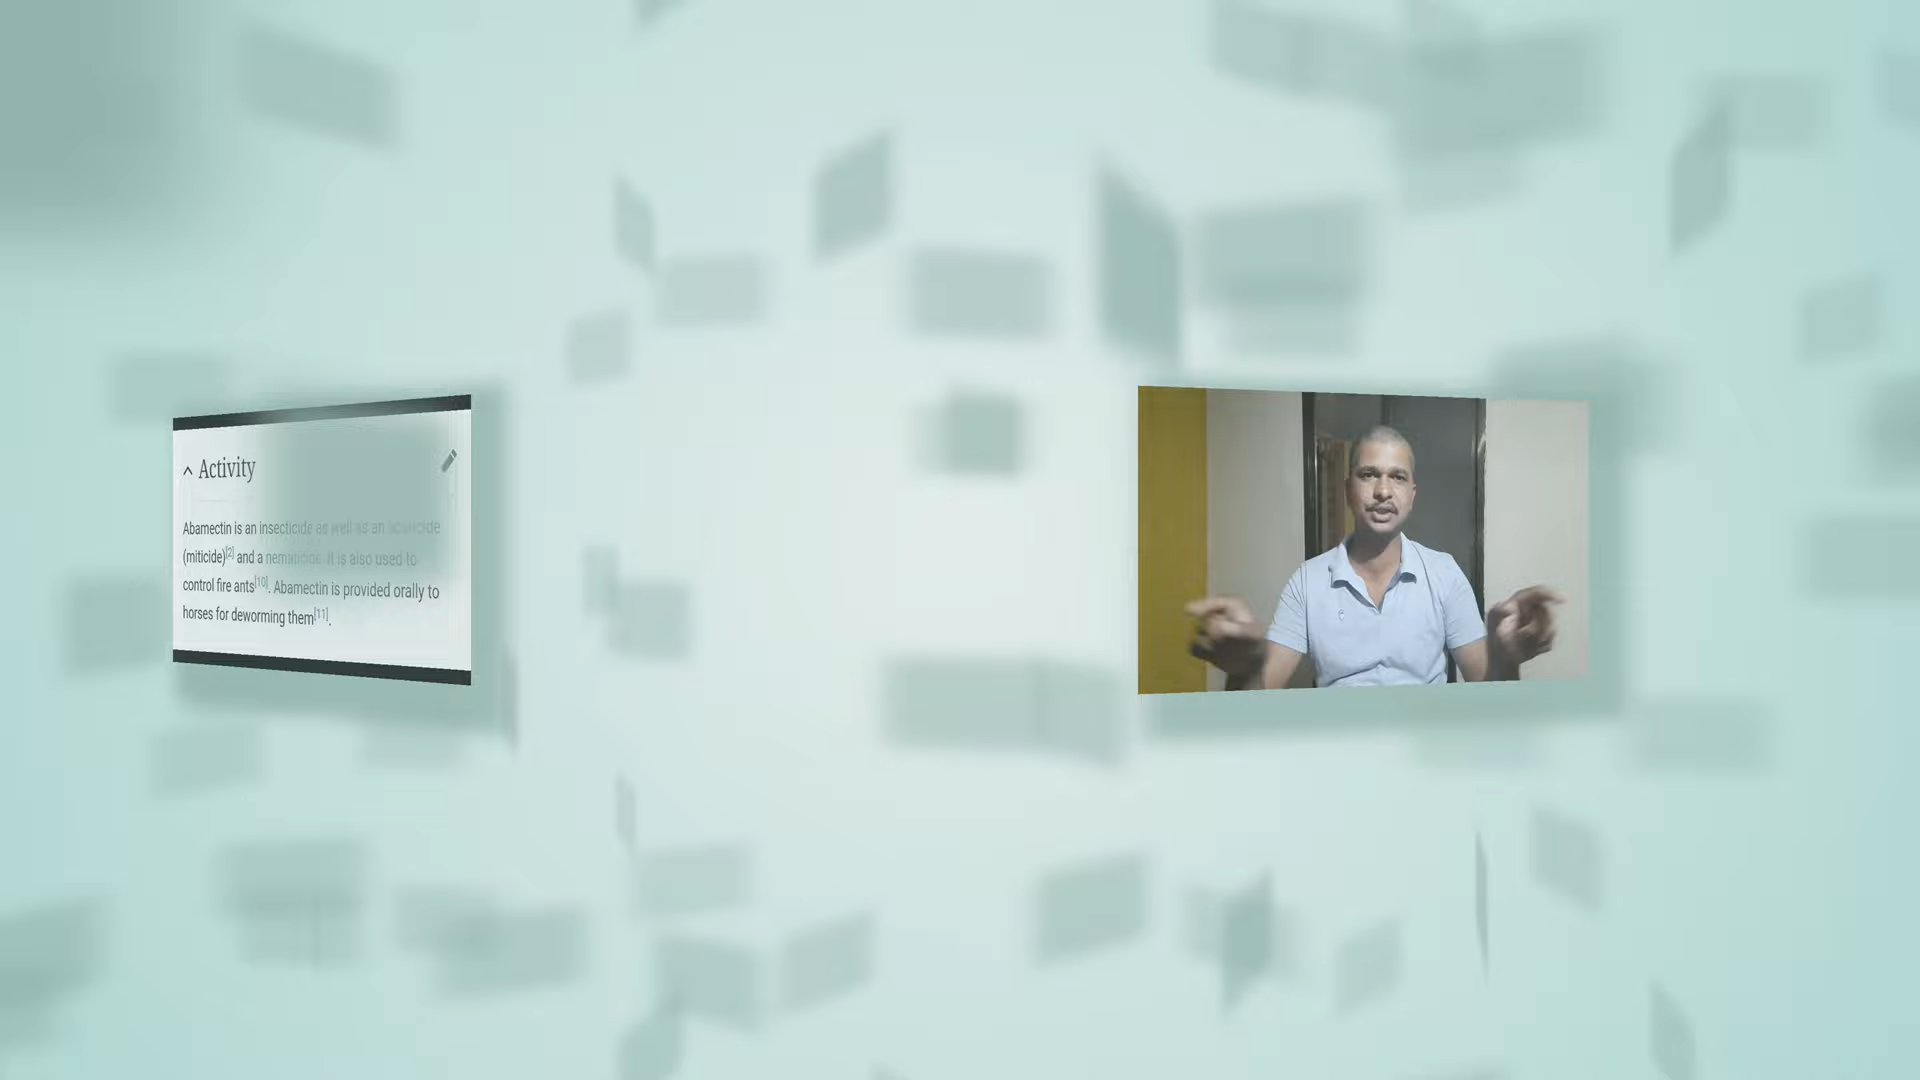 Activity
Abamectin is an insecticide as well as an acaricide
(miticide)[2] and a nematicide. It is also used to
control fire ants[10]. Abamectin is provided orally to
horses for deworming them[11].